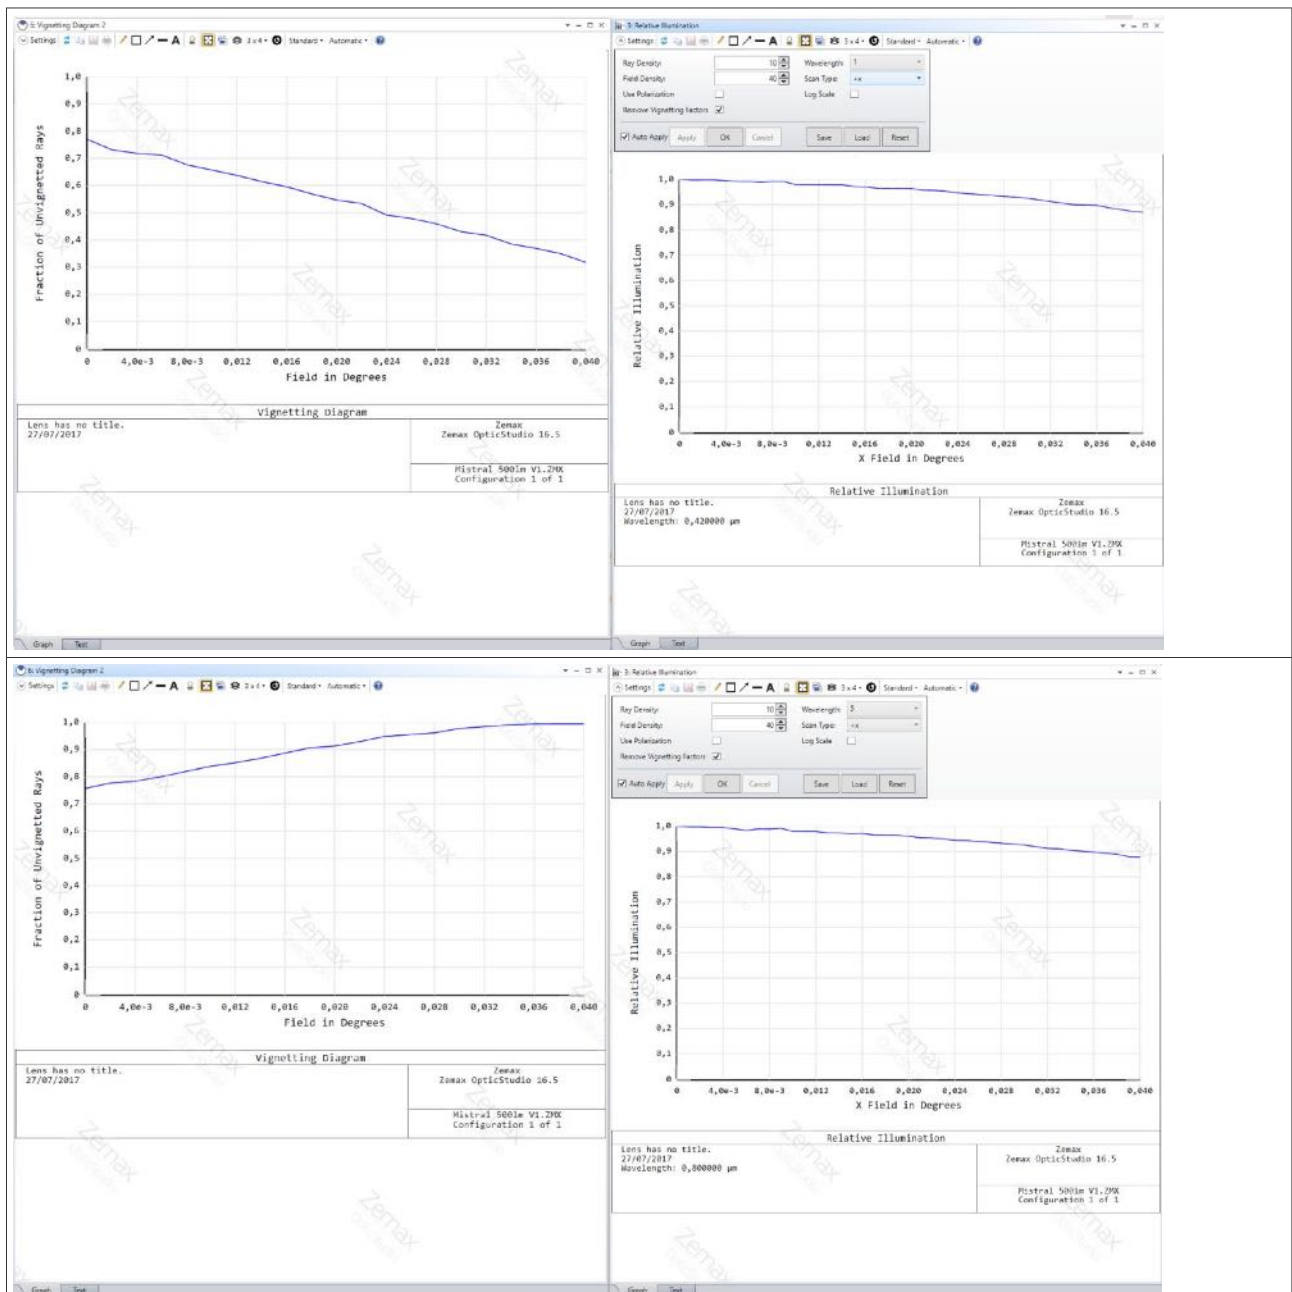 6: Vignetting Diagram 2
Settings 3 x 4 Standard Automatic
1,0
0,9
0,8
0,7
0,6
0,5
0,4
0,3
0,2
0,1
0
Fraction of Unvignetted Rays
0 4,0e-3 8,0e-3 0,012 0,016 0,020 0,024 0,028 0,032 0,036 0,040
Field in Degrees
Vignetting Diagram
Lens has no title.
27/07/2017
Zemax
Zemax OpticStudio 16.5
Mistral 500lm V1.ZMX
Configuration 1 of 1
Graph Text
3: Relative Illumination
Settings 3 x 4 Standard Automatic
Ray Density: 10 Wavelength: 1
Field Density: 40 Scan Type: +x
Use Polarization Log Scale
Remove Vignetting Factors
Auto Apply Apply OK Cancel Save Load Reset
1,0
0,9
0,8
0,7
0,6
0,5
0,4
0,3
0,2
0,1
0
Relative Illumination
0 4,0e-3 8,0e-3 0,012 0,016 0,020 0,024 0,028 0,032 0,036 0,040
X Field in Degrees
Relative Illumination
Lens has no title.
27/07/2017
Wavelength: 0,420000 µm
Zemax
Zemax OpticStudio 16.5
Mistral 500lm V1.ZMX
Configuration 1 of 1
Graph Text
6: Vignetting Diagram 2
Settings 3 x 4 Standard Automatic
1,0
0,9
0,8
0,7
0,6
0,5
0,4
0,3
0,2
0,1
0
Fraction of Unvignetted Rays
0 4,0e-3 8,0e-3 0,012 0,016 0,020 0,024 0,028 0,032 0,036 0,040
Field in Degrees
Vignetting Diagram
Lens has no title.
27/07/2017
Zemax
Zemax OpticStudio 16.5
Mistral 500lm V1.ZMX
Configuration 1 of 1
Graph Text
3: Relative Illumination
Settings 3 x 4 Standard Automatic
Ray Density: 10 Wavelength: 5
Field Density: 40 Scan Type: +x
Use Polarization Log Scale
Remove Vignetting Factors
Auto Apply Apply OK Cancel Save Load Reset
1,0
0,9
0,8
0,7
0,6
0,5
0,4
0,3
0,2
0,1
0
Relative Illumination
0 4,0e-3 8,0e-3 0,012 0,016 0,020 0,024 0,028 0,032 0,036 0,040
X Field in Degrees
Relative Illumination
Lens has no title.
27/07/2017
Wavelength: 0,800000 µm
Zemax
Zemax OpticStudio 16.5
Mistral 500lm V1.ZMX
Configuration 1 of 1
Graph Text